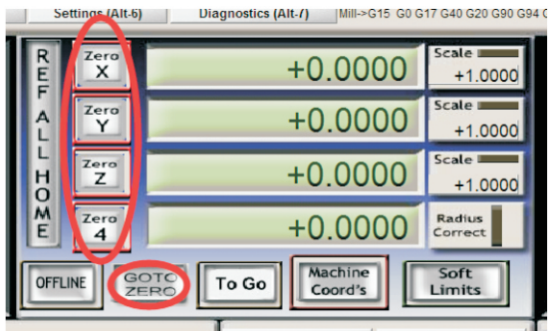 Settings (Alt-6) Diagnostics (Alt-7) Mill->G15 G0 G17 G40 G20 G90 G94
REF ALL HOME
Zero X +0.0000 Scale +1.0000
Zero Y +0.0000 Scale +1.0000
Zero Z +0.0000 Scale +1.0000
Zero 4 +0.0000 Radius Correct
OFFLINE GOTO ZERO To Go Machine Coord's Soft Limits